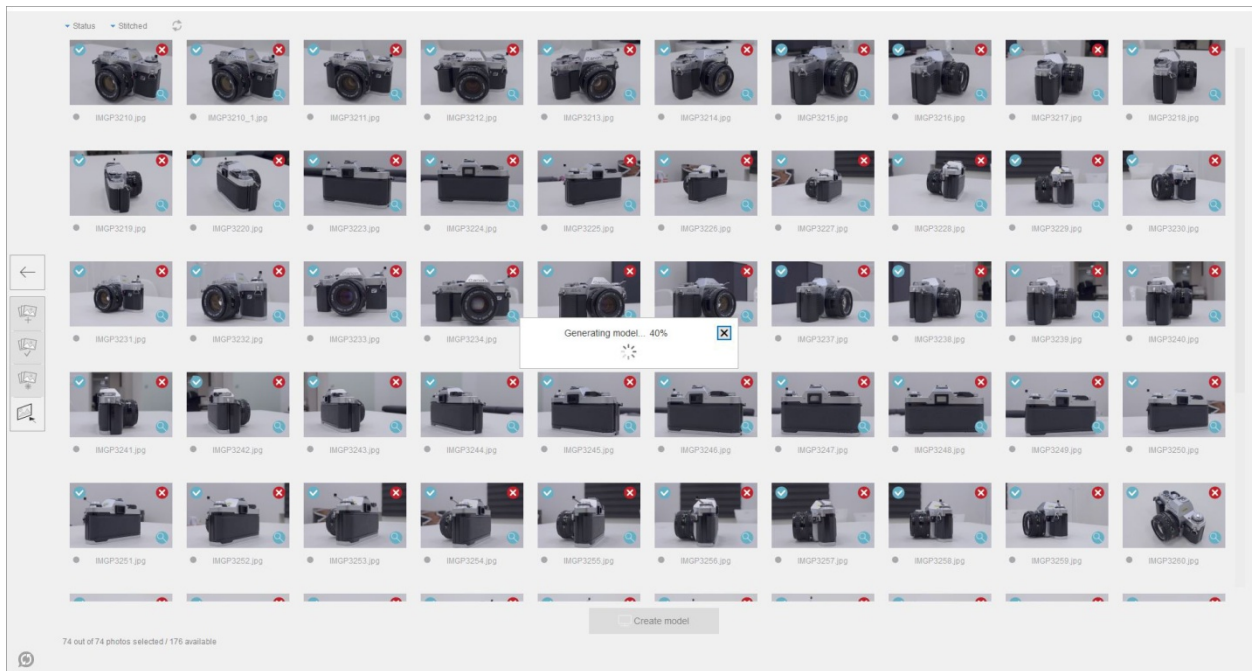 Status Stitched
IMGP3210.jpg IMGP3210_1.jpg IMGP3211.jpg IMGP3212.jpg IMGP3213.jpg IMGP3214.jpg IMGP3215.jpg IMGP3216.jpg IMGP3217.jpg IMGP3218.jpg
IMGP3219.jpg IMGP3220.jpg IMGP3223.jpg IMGP3224.jpg IMGP3225.jpg IMGP3226.jpg IMGP3227.jpg IMGP3228.jpg IMGP3229.jpg IMGP3230.jpg
IMGP3231.jpg IMGP3232.jpg IMGP3233.jpg IMGP3234.jpg IMGP3237.jpg IMGP3238.jpg IMGP3239.jpg IMGP3240.jpg
Generating model... 40%
IMGP3241.jpg IMGP3242.jpg IMGP3243.jpg IMGP3244.jpg IMGP3245.jpg IMGP3246.jpg IMGP3247.jpg IMGP3248.jpg IMGP3249.jpg IMGP3250.jpg
IMGP3251.jpg IMGP3252.jpg IMGP3253.jpg IMGP3254.jpg IMGP3255.jpg IMGP3256.jpg IMGP3257.jpg IMGP3258.jpg IMGP3259.jpg IMGP3260.jpg
Create model
74 out of 74 photos selected / 176 available